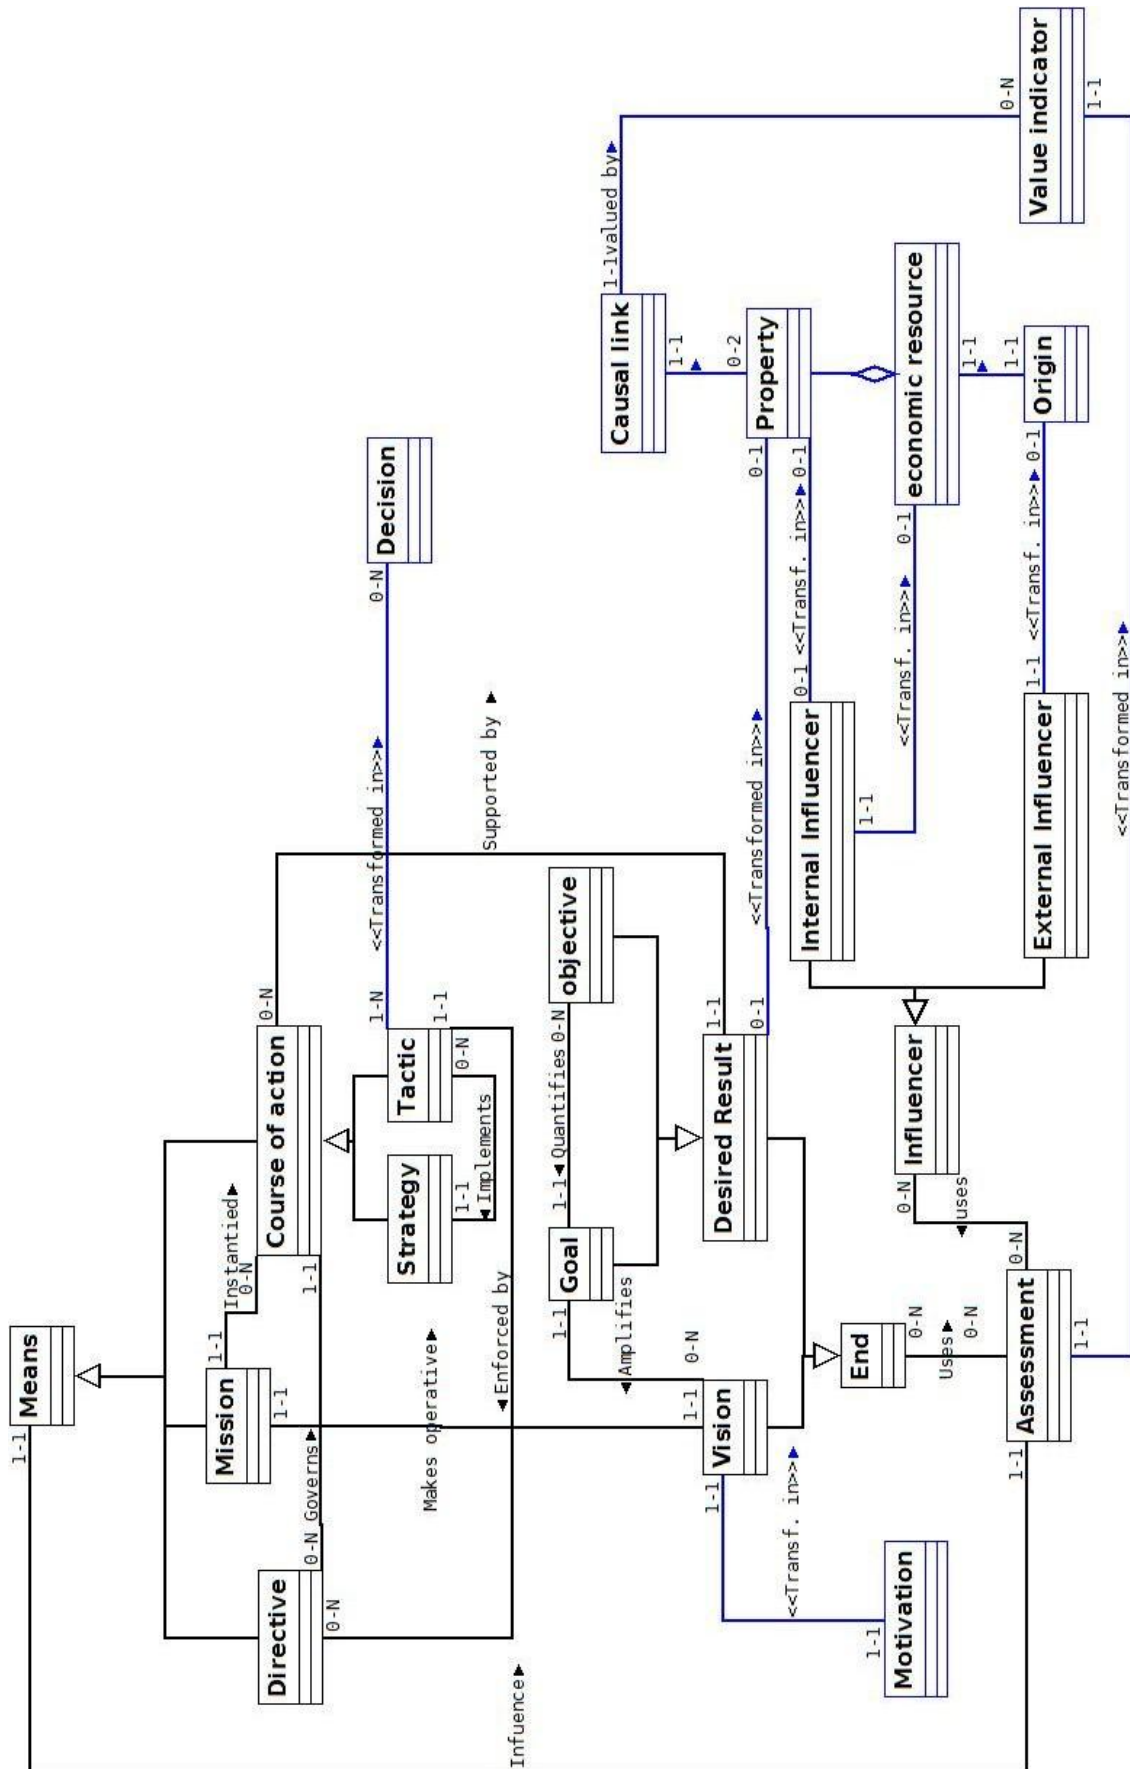 Means
1-1
Mission
1-1
Instantiéd►
0-N
Course of action
0-N
1-1
Directive
0-N Governs►
0-N
1-1
Strategy
1-1
◄ Implements
Tactic
1-N
0-N
1-1
<<Transformed in>>►
0-N
Decision
Supported by ►
◄ Enforced by
Makes operative►
Infuence►
Goal
1-1◄ Quantifies 0-N
objective
1-1
◄ Amplifies
0-N
Desired Result
1-1
0-1
<<Transformed in>>►
0-1
Vision
1-1
1-1
<<Transf. in>>►
Motivation
1-1
End
0-N
Uses►
0-N
Assessment
1-1
0-N
1-1
◄uses
0-N
Influencer
Internal Influencer
0-1 <<Transf. in>>► 0-1
1-1
<<Transf. in>>►
0-1
External Influencer
1-1 <<Transf. in>>► 0-1
Causal link
1-1valued by►
1-1
►
0-2
Property
economic resource
1-1
►
1-1
Origin
Value indicator
0-N
1-1
<<Transformed in>>►